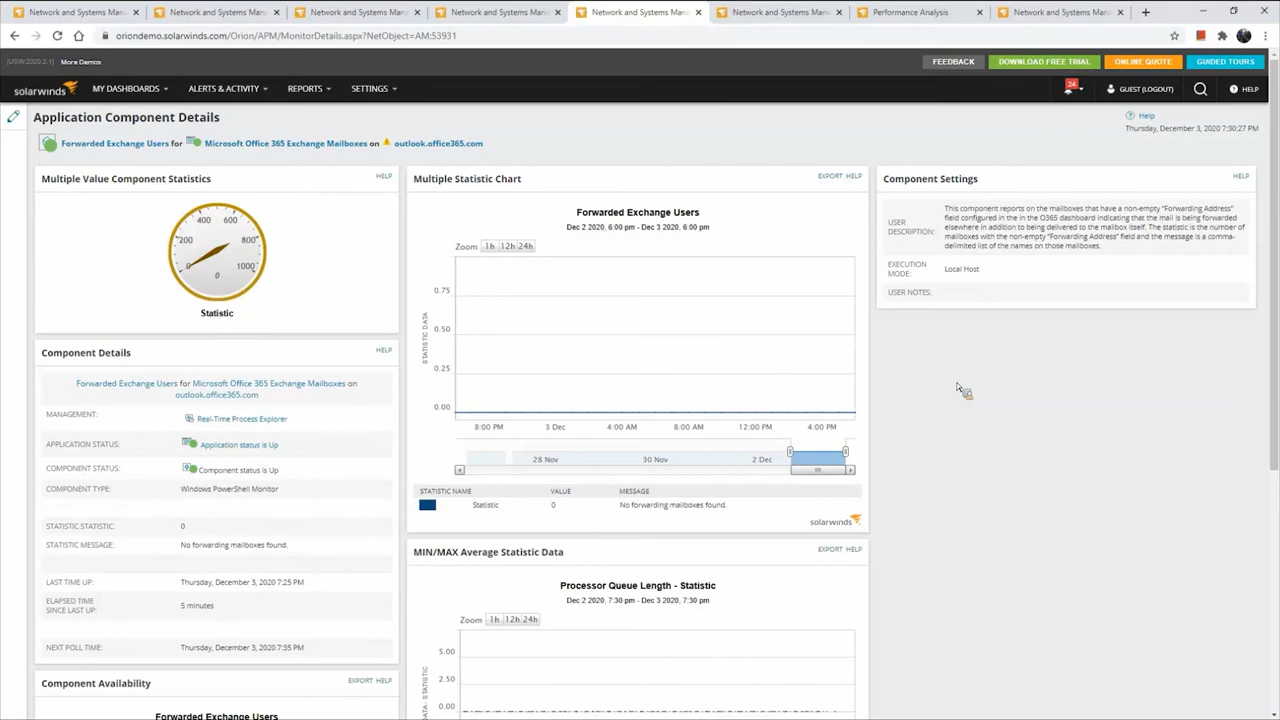 Network and Systems Mana
Network and Systems Mana
Network and Systems Mana
Network and Systems Mana
Network and Systems Mana
Network and Systems Mana
Performance Analysis
Network and Systems Mana
oriondemo.solarwinds.com/Orion/APM/MonitorDetails.aspx?NetObject=AM:53931
[USW:2020.2.1]
More Demos
FEEDBACK
DOWNLOAD FREE TRIAL
ONLINE QUOTE
GUIDED TOURS
solarwinds
MY DASHBOARDS
ALERTS & ACTIVITY
REPORTS
SETTINGS
24
GUEST (LOGOUT)
HELP
Application Component Details
Help
Thursday, December 3, 2020 7:30:27 PM
Forwarded Exchange Users for Microsoft Office 365 Exchange Mailboxes on outlook.office365.com
Multiple Value Component Statistics
HELP
200
400
600
800
0
1000
0
Statistic
Component Details
HELP
Forwarded Exchange Users for Microsoft Office 365 Exchange Mailboxes on
outlook.office365.com
MANAGEMENT:
Real-Time Process Explorer
APPLICATION STATUS:
Application status is Up
COMPONENT STATUS:
Component status is Up
COMPONENT TYPE:
Windows PowerShell Monitor
STATISTIC STATISTIC:
0
STATISTIC MESSAGE:
No forwarding mailboxes found.
LAST TIME UP:
Thursday, December 3, 2020 7:25 PM
ELAPSED TIME
SINCE LAST UP:
5 minutes
NEXT POLL TIME:
Thursday, December 3, 2020 7:35 PM
Component Availability
EXPORT HELP
Forwarded Exchange Users
Multiple Statistic Chart
EXPORT HELP
Forwarded Exchange Users
Dec 2 2020, 6:00 pm - Dec 3 2020, 6:00 pm
Zoom 1h 12h 24h
STATISTIC DATA
0.75
0.50
0.25
0.00
8:00 PM
3 Dec
4:00 AM
8:00 AM
12:00 PM
4:00 PM
28 Nov
30 Nov
2 Dec
STATISTIC NAME
VALUE
MESSAGE
Statistic
0
No forwarding mailboxes found.
solarwinds
MIN/MAX Average Statistic Data
EXPORT HELP
Processor Queue Length - Statistic
Dec 2 2020, 7:30 pm - Dec 3 2020, 7:30 pm
Zoom 1h 12h 24h
5.00
2.50
0.00
DATA - STATISTIC
Component Settings
HELP
USER
DESCRIPTION:
This component reports on the mailboxes that have a non-empty "Forwarding Address"
field configured in the in the O365 dashboard indicating that the mail is being forwarded
elsewhere in addition to being delivered to the mailbox itself. The statistic is the number of
mailboxes with the non-empty "Forwarding Address" field and the message is a comma-
delimited list of the names on those mailboxes.
EXECUTION
MODE:
Local Host
USER NOTES: